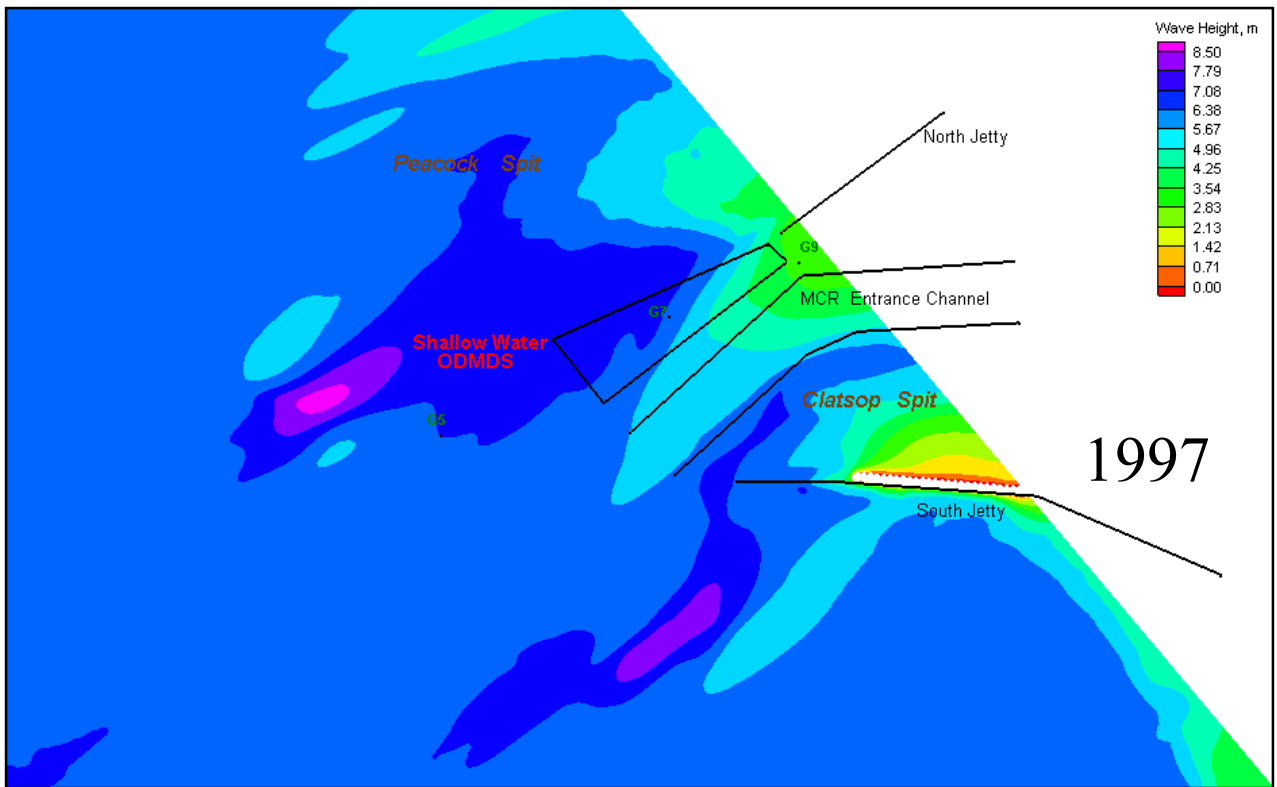 Wave Height, m
8.50
7.79
7.08
6.38
5.67
4.96
4.25
3.54
2.83
2.13
1.42
0.71
0.00
North Jetty
Peacock Spit
G9
MCR Entrance Channel
G7
Shallow Water
ODMDS
Clatsop Spit
G5
1997
South Jetty